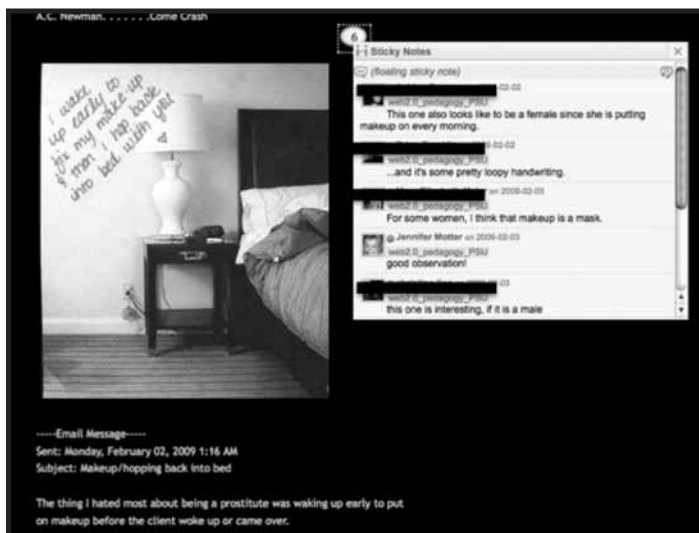 A.C. Newman. . . . . . .Come Crash
6
Sticky Notes
(floating sticky note)
-02-02
web2.0_pedagogy_PSU
This one also looks like to be a female since she is putting
makeup on every morning.
9-02-02
web2.0_pedagogy_PSU
...and it's some pretty loopy handwriting.
on 2009-02-03
web2.0_pedagogy_PSU
For some women, I think that makeup is a mask.
Jennifer Motter on 2009-02-03
web2.0_pedagogy_PSU
good observation!
-03
web2.0_pedagogy_PSU
this one is interesting, if it is a male
I wake
up early to
fix my make-up
& then I hop back
into bed with you
-----Email Message-----
Sent: Monday, February 02, 2009 1:16 AM
Subject: Makeup/hopping back into bed
The thing I hated most about being a prostitute was waking up early to put
on makeup before the client woke up or came over.